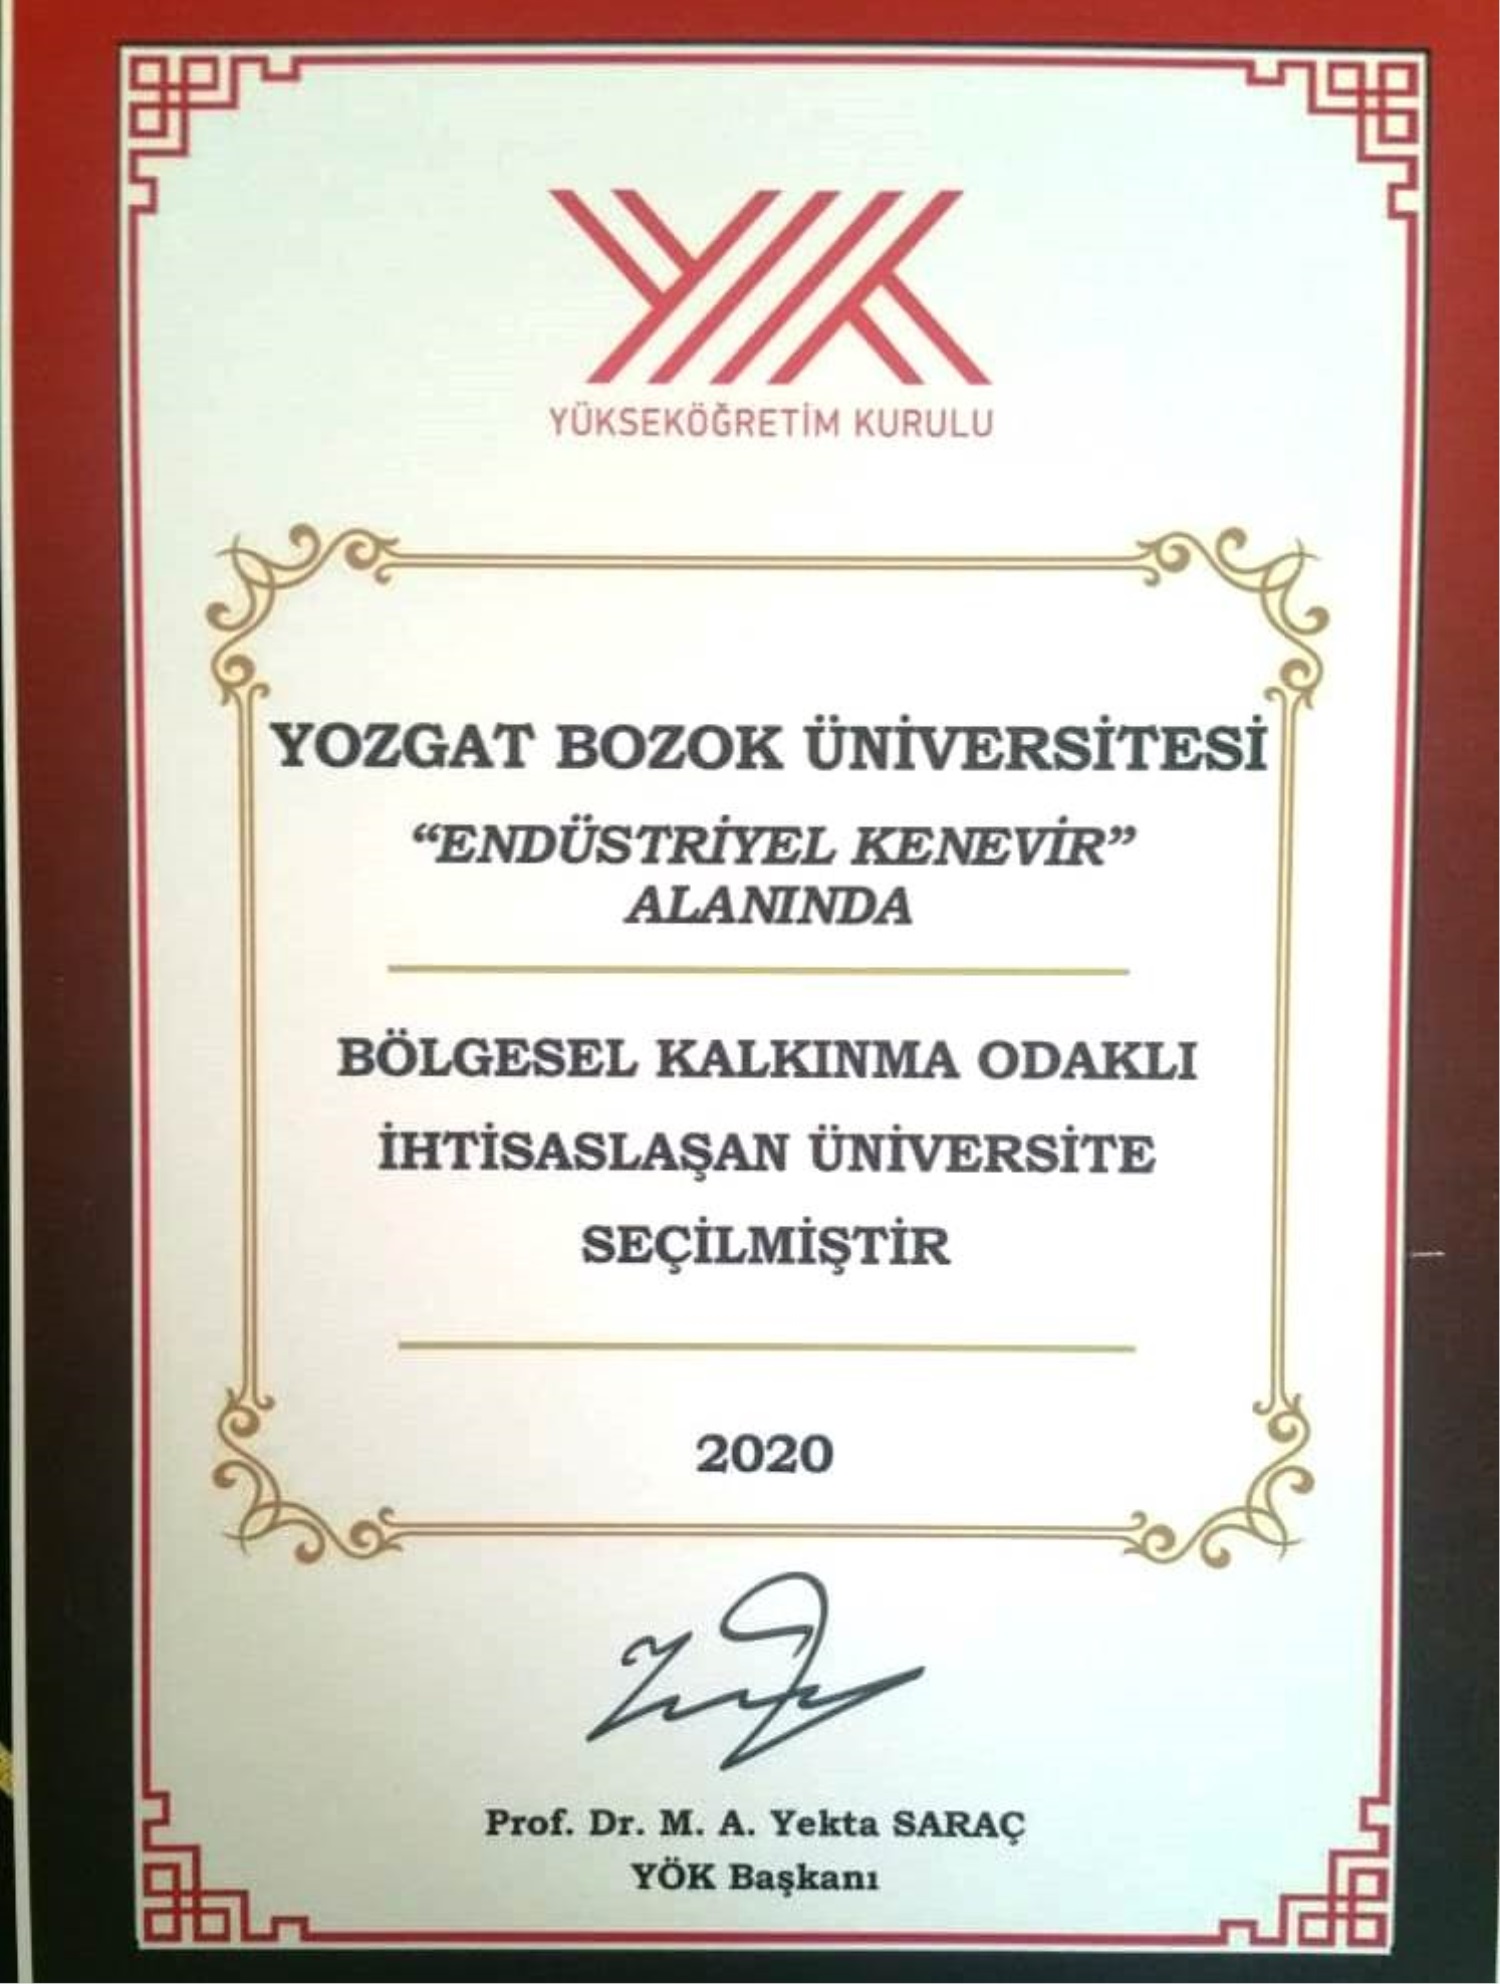 YÜKSEKÖĞRETİM KURULU
YOZGAT BOZOK ÜNİVERSİTESİ
“ENDÜSTRİYEL KENEVİR”
ALANINDA
BÖLGESEL KALKINMA ODAKLI
İHTİSASLAŞAN ÜNİVERSİTE
SEÇİLMİŞTİR
2020
Prof. Dr. M. A. Yekta SARAÇ
YÖK Başkanı